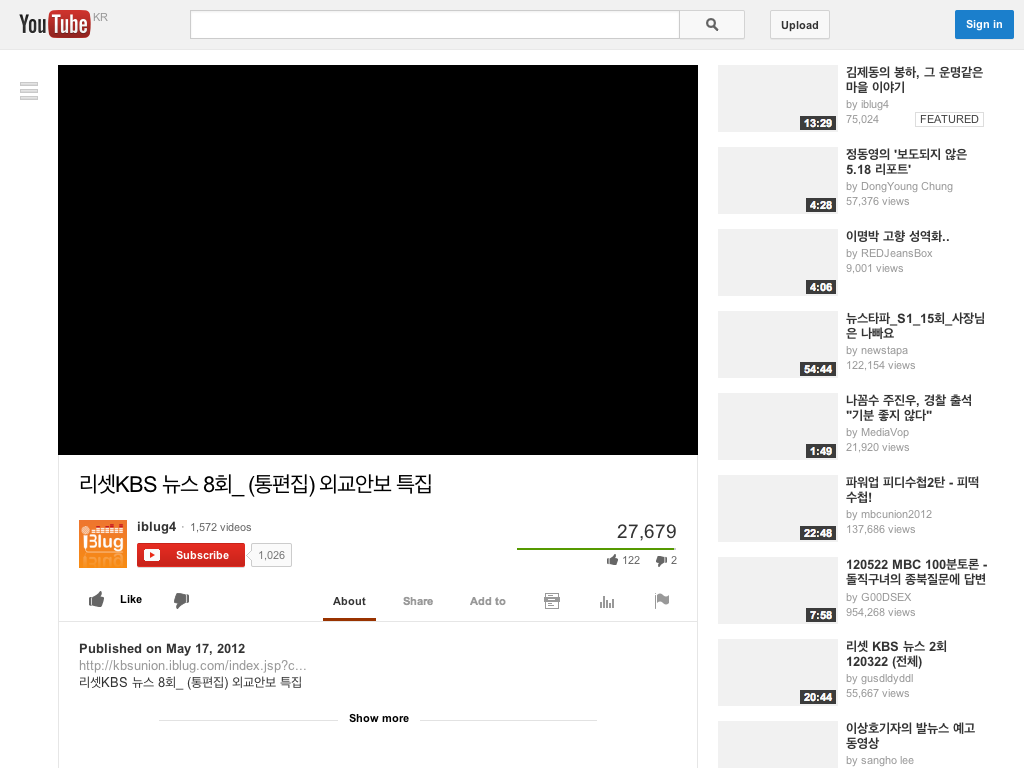 YouTube KR
Upload
Sign in
13:29
김제동의 봉하, 그 운명같은
마을 이야기
by iblug4
75,024
FEATURED
4:28
정동영의 '보도되지 않은
5.18 리포트'
by DongYoung Chung
57,376 views
4:06
이명박 고향 성역화..
by REDJeansBox
9,001 views
54:44
뉴스타파_S1_15회_사장님
은 나빠요
by newstapa
122,154 views
1:49
나꼼수 주진우, 경찰 출석
"기분 좋지 않다"
by MediaVop
21,920 views
22:48
파워업 피디수첩2탄 - 피떡
수첩!
by mbcunion2012
137,686 views
7:58
120522 MBC 100분토론 -
돌직구녀의 종북질문에 답변
by G00DSEX
954,268 views
20:44
리셋 KBS 뉴스 2회
120322 (전체)
by gusdldyddl
55,667 views
이상호기자의 발뉴스 예고
동영상
by sangho lee
리셋KBS 뉴스 8회_ (통편집) 외교안보 특집
iBlug
iblug4 · 1,572 videos
Subscribe
1,026
27,679
122
2
Like
About
Share
Add to
Published on May 17, 2012
http://kbsunion.iblug.com/index.jsp?c...
리셋KBS 뉴스 8회_ (통편집) 외교안보 특집
Show more